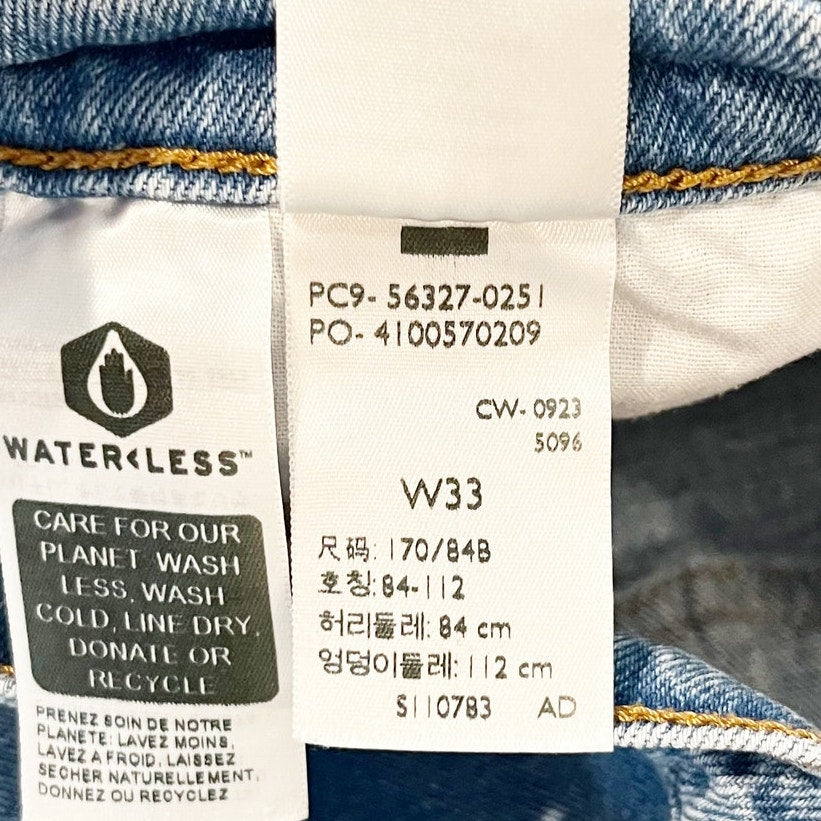 WATER<LESS™
CARE FOR OUR
PLANET WASH
LESS, WASH
COLD, LINE DRY,
DONATE OR
RECYCLE
PRENEZ SOIN DE NOTRE
PLANETE: LAVEZ MOINS,
LAVEZ A FROID, LAISSEZ
SECHER NATURELLEMENT,
DONNEZ OU RECYCLEZ
PC9- 56327-0251
PO- 4100570209
CW- 0923
5096
W33
尺码: 170/84B
호칭: 84-112
허리둘레: 84 cm
엉덩이둘레: 112 cm
S110783 AD